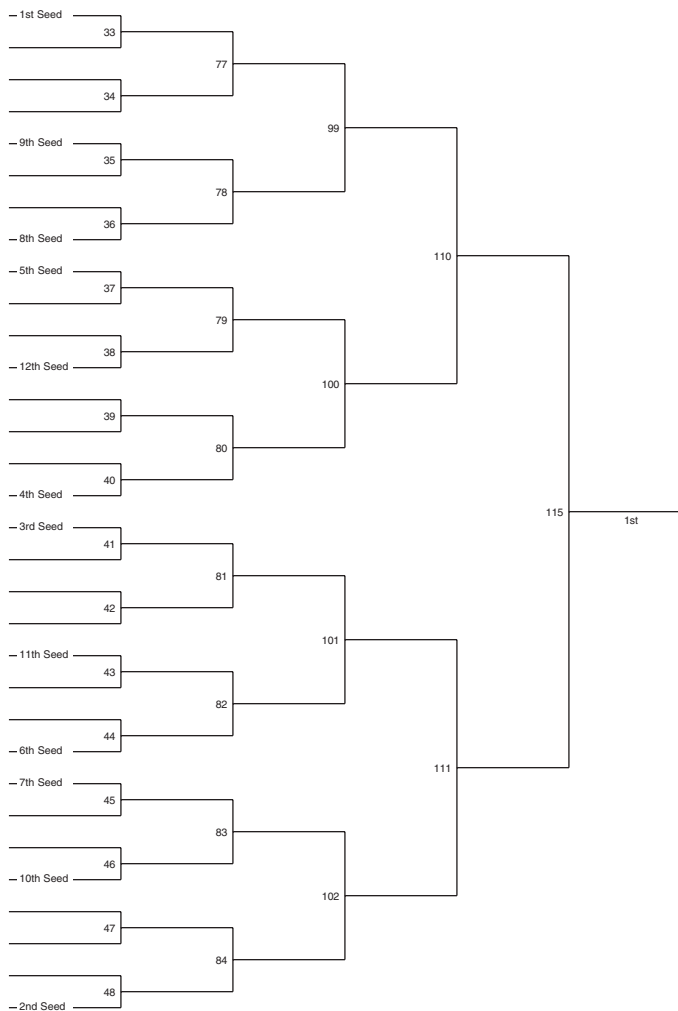 1st Seed
33
77
34
99
9th Seed
35
78
36
8th Seed
110
5th Seed
37
79
38
12th Seed
100
39
80
40
4th Seed
115
1st
3rd Seed
41
81
42
101
11th Seed
43
82
44
6th Seed
111
7th Seed
45
83
46
10th Seed
102
47
84
48
2nd Seed